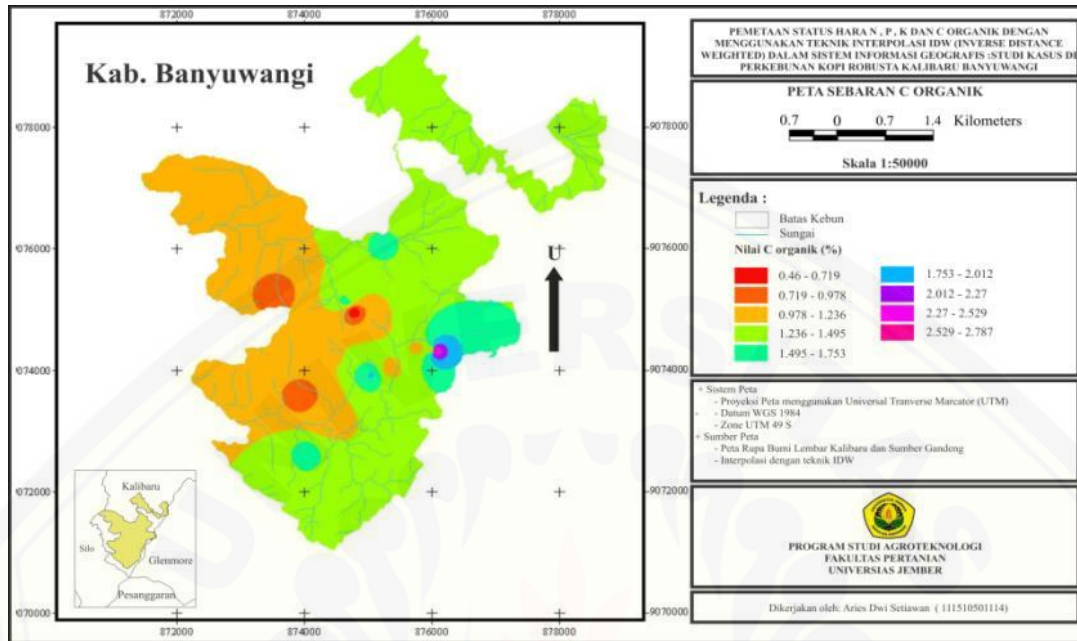 872000 874000 876000 878000
Kab. Banyuwangi
9078000
9076000
9074000
9072000
9070000
U
Kalibaru
Silo
Glenmore
Pesanggaran
872000 874000 876000 878000
PEMETAAN STATUS HARA N , P , K DAN C ORGANIK DENGAN
MENGGUNAKAN TEKNIK INTERPOLASI IDW (INVERSE DISTANCE
WEIGHTED) DALAM SISTEM INFORMASI GEOGRAFIS :STUDI KASUS DI
PERKEBUNAN KOPI ROBUSTA KALIBARU BANYUWANGI
PETA SEBARAN C ORGANIK
0.7 0 0.7 1.4 Kilometers
Skala 1:50000
Legenda :
Batas Kebun
Sungai
Nilai C organik (%)
0.46 - 0.719
0.719 - 0.978
0.978 - 1.236
1.236 - 1.495
1.495 - 1.753
1.753 - 2.012
2.012 - 2.27
2.27 - 2.529
2.529 - 2.787
+ Sistem Peta
- Proyeksi Peta menggunakan Universal Tranverse Marcator (UTM)
- Datum WGS 1984
- Zone UTM 49 S
+ Sumber Peta
- Peta Rupa Bumi Lembar Kalibaru dan Sumber Gandeng
- Interpolasi dengan teknik IDW
PROGRAM STUDI AGROTEKNOLOGI
FAKULTAS PERTANIAN
UNIVERSIAS JEMBER
Dikerjakan oleh: Aries Dwi Setiawan ( 111510501114)